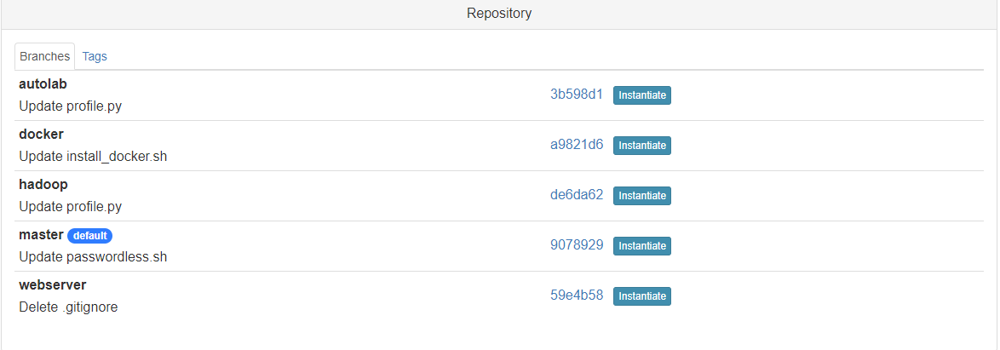 Repository
Branches Tags
autolab
Update profile.py
3b598d1 Instantiate
docker
Update install_docker.sh
a9821d6 Instantiate
hadoop
Update profile.py
de6da62 Instantiate
master default
Update passwordless.sh
9078929 Instantiate
webserver
Delete .gitignore
59e4b58 Instantiate